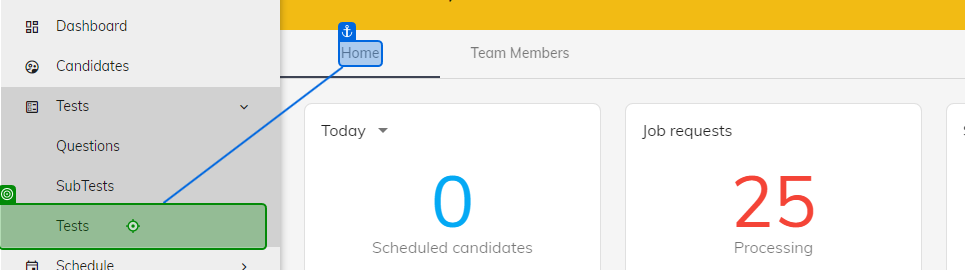 Dashboard
Candidates
Tests
Questions
SubTests
Tests
Schedule
Home
Team Members
Today
0
Scheduled candidates
Job requests
25
Processing